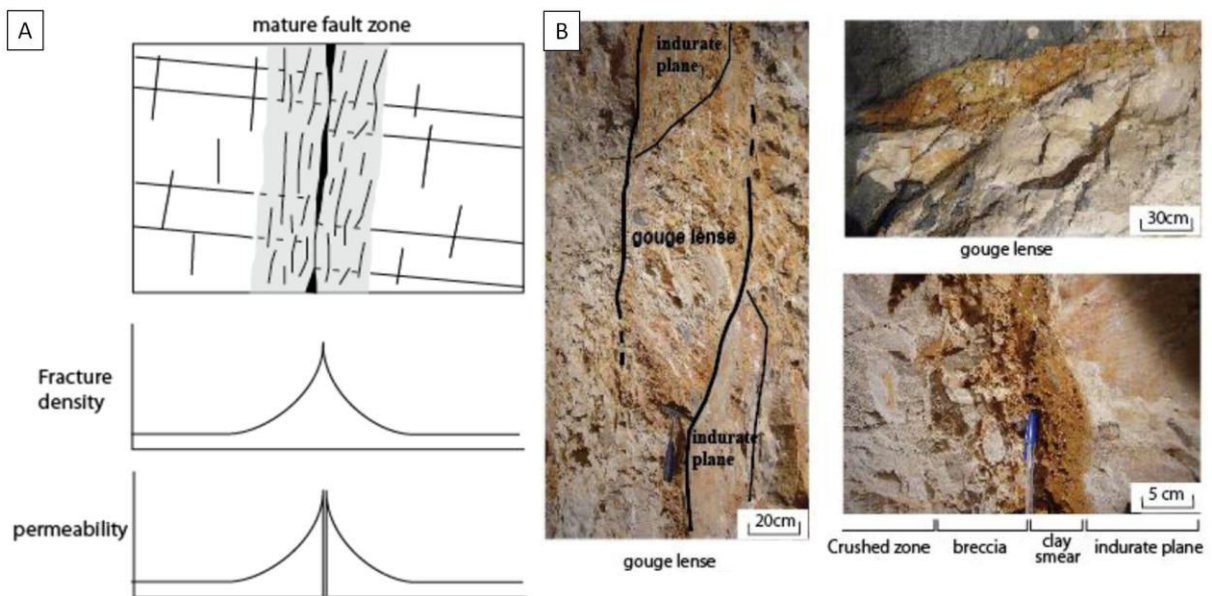 A
mature fault zone
Fracture
density
permeability
B
indurate
plane
gouge lense
indurate
plane
20cm
gouge lense
30cm
gouge lense
5 cm
Crushed zone
breccia
clay
smear
indurate plane